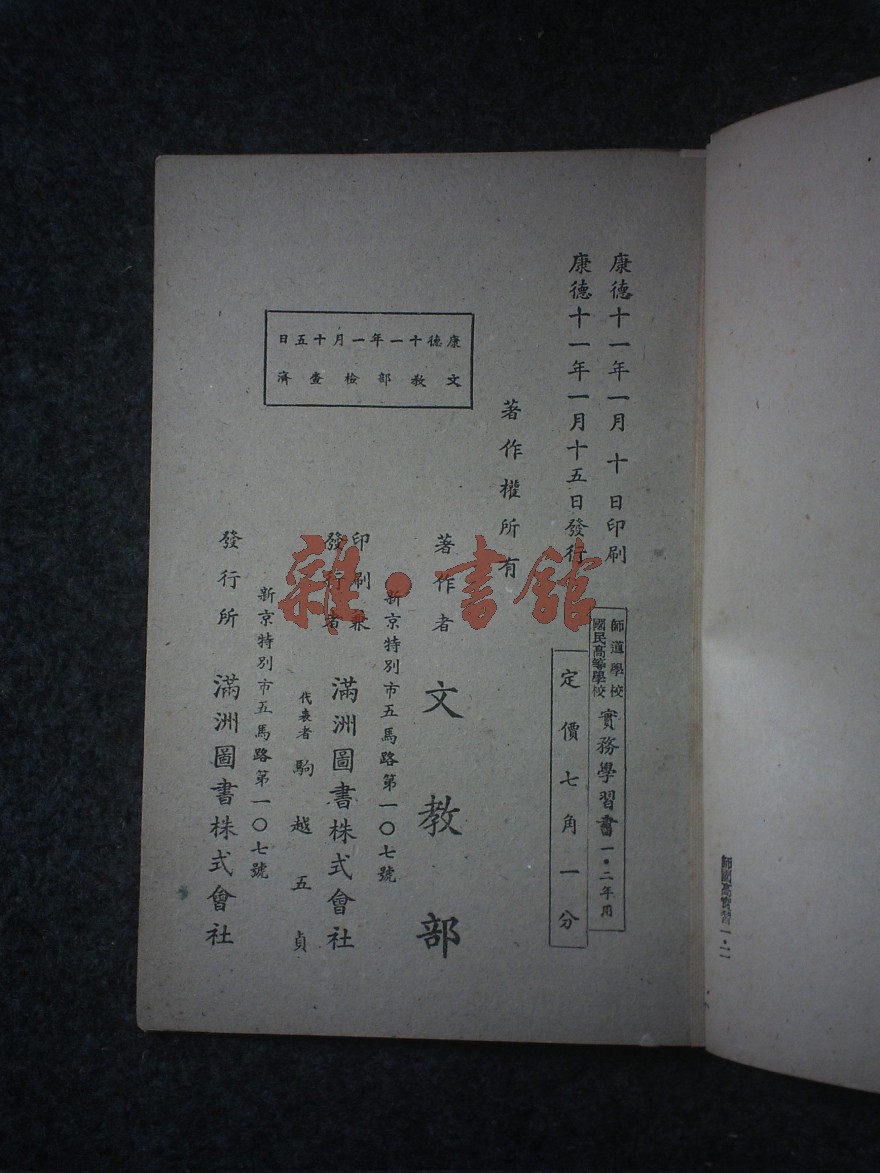 康德十一年一月十日印刷
康德十一年一月十五日發行
師道學校
國民高等學校
實務學習書 一·二年用
定價七角一分
著作權所有
康德十一年一月十五日
文教部檢查濟
著作者 文教部
新京特別市五馬路第一〇七號
印刷兼
發行者
滿洲圖書株式會社
代表者 駒越五貞
新京特別市五馬路第一〇七號
發行所 滿洲圖書株式會社
師國高實習一·二
雜·書館